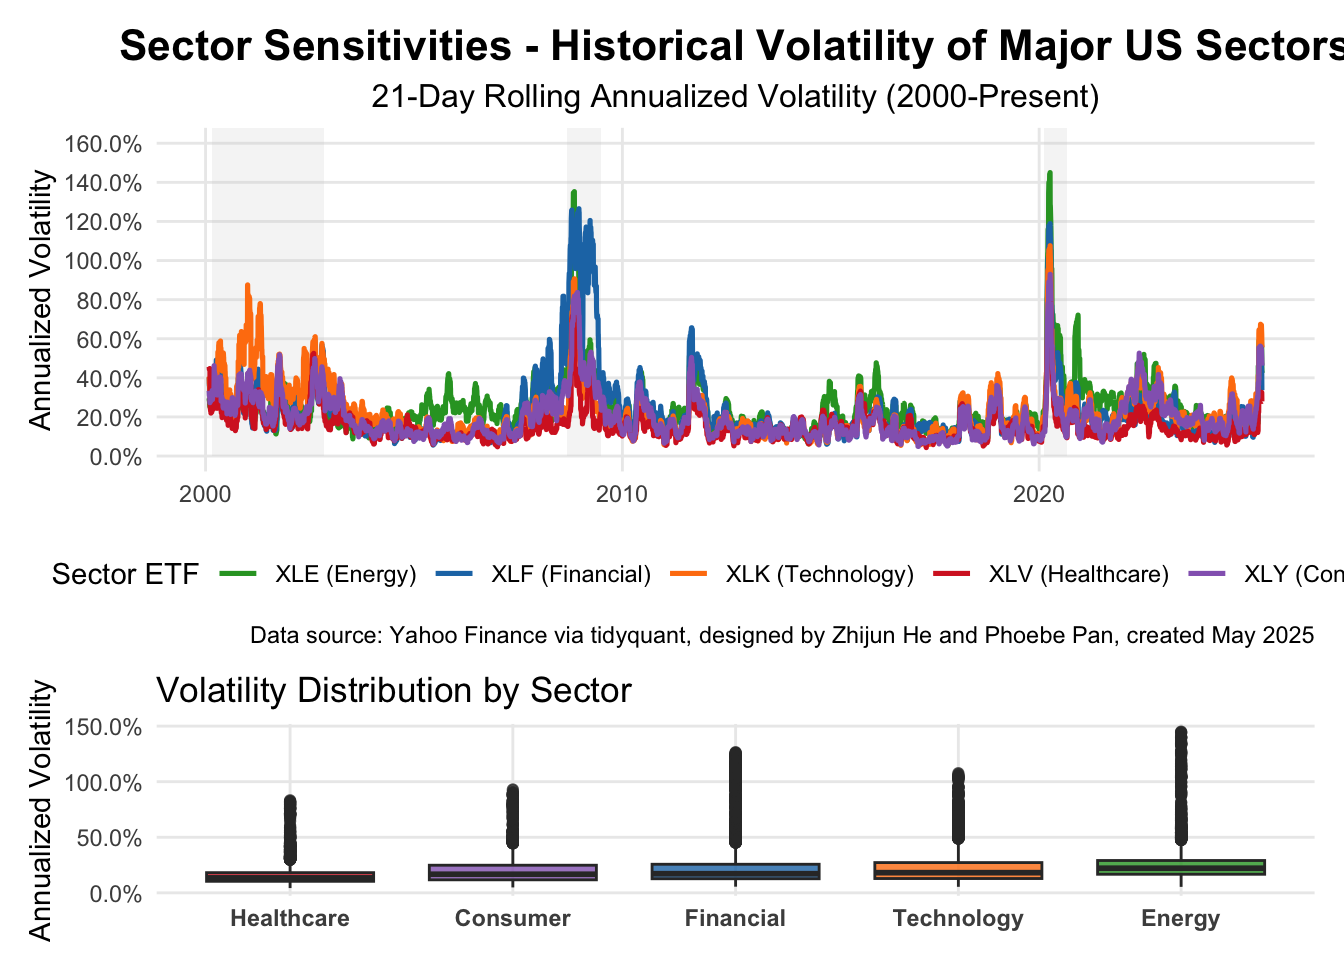 Sector Sensitivities - Historical Volatility of Major US Sectors
21-Day Rolling Annualized Volatility (2000-Present)
Annualized Volatility
160.0%
140.0%
120.0%
100.0%
80.0%
60.0%
40.0%
20.0%
0.0%
2000 2010 2020
Sector ETF XLE (Energy) XLF (Financial) XLK (Technology) XLV (Healthcare) XLY (Con
Data source: Yahoo Finance via tidyquant, designed by Zhijun He and Phoebe Pan, created May 2025
Volatility Distribution by Sector
Annualized Volatility
150.0%
100.0%
50.0%
0.0%
Healthcare Consumer Financial Technology Energy